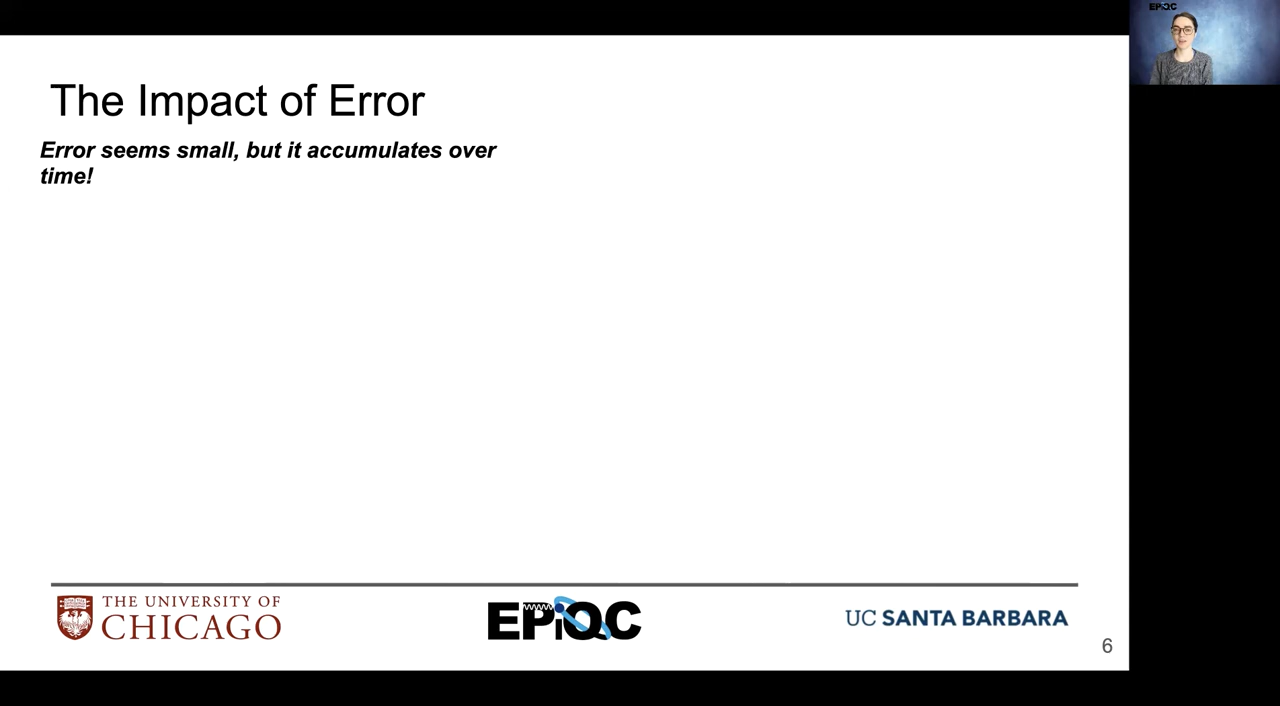 EPiQC
The Impact of Error
Error seems small, but it accumulates over
time!
THE UNIVERSITY OF
CHICAGO
EPiQC
UC SANTA BARBARA
6